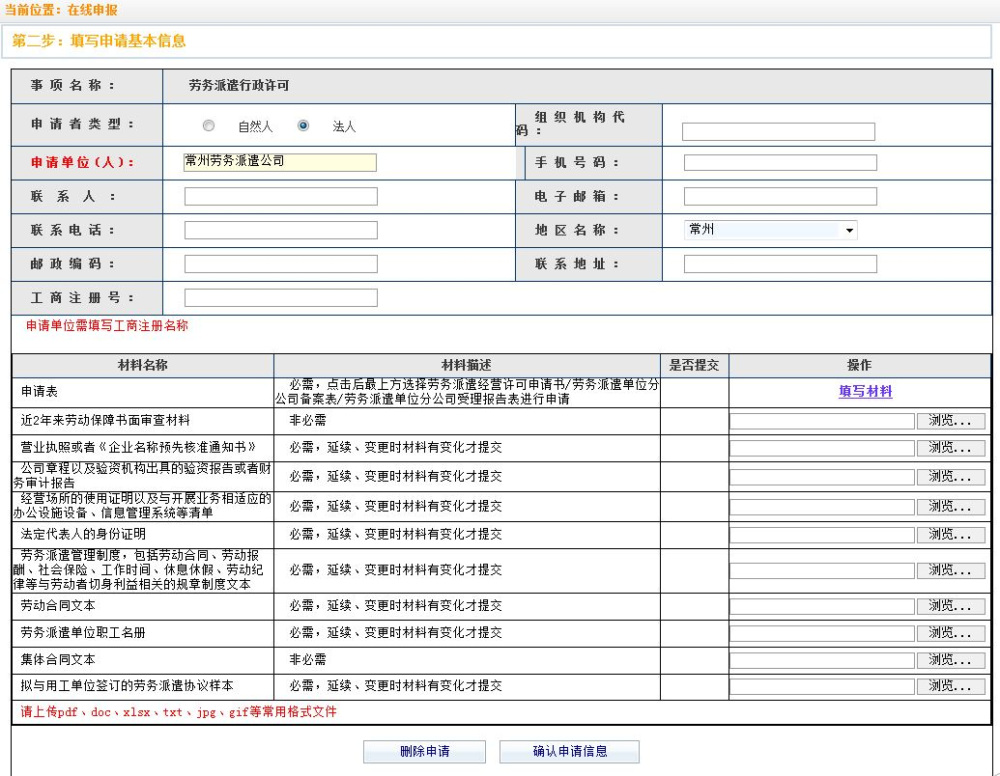 当前位置：在线申报
第二步：填写申请基本信息
事项名称： 劳务派遣行政许可
申请者类型： 自然人 法人 组织机构代
码：
申请单位(人)： 常州劳务派遣公司 手机号码：
联系人： 电子邮箱：
联系电话： 地区名称： 常州
邮政编码： 联系地址：
工商注册号：
申请单位需填写工商注册名称
材料名称 材料描述 是否提交 操作
申请表 必需，点击后最上方选择劳务派遣经营许可申请书/劳务派遣单位分
公司备案表/劳务派遣单位分公司受理报告表进行申请 填写材料
近2年来劳动保障书面审查材料 非必需 浏览...
营业执照或者《企业名称预先核准通知书》 必需，延续、变更时材料有变化才提交 浏览...
公司章程以及验资机构出具的验资报告或者财
务审计报告 必需，延续、变更时材料有变化才提交 浏览...
经营场所的使用证明以及与开展业务相适应的
办公设施设备、信息管理系统等清单 必需，延续、变更时材料有变化才提交 浏览...
法定代表人的身份证明 必需，延续、变更时材料有变化才提交 浏览...
劳务派遣管理制度，包括劳动合同、劳动报
酬、社会保险、工作时间、休息休假、劳动纪
律等与劳动者切身利益相关的规章制度文本 必需，延续、变更时材料有变化才提交 浏览...
劳动合同文本 必需，延续、变更时材料有变化才提交 浏览...
劳务派遣单位职工名册 必需，延续、变更时材料有变化才提交 浏览...
集体合同文本 非必需 浏览...
拟与用工单位签订的劳务派遣协议样本 必需，延续、变更时材料有变化才提交 浏览...
请上传pdf、doc、xlsx、txt、jpg、gif等常用格式文件
删除申请 确认申请信息